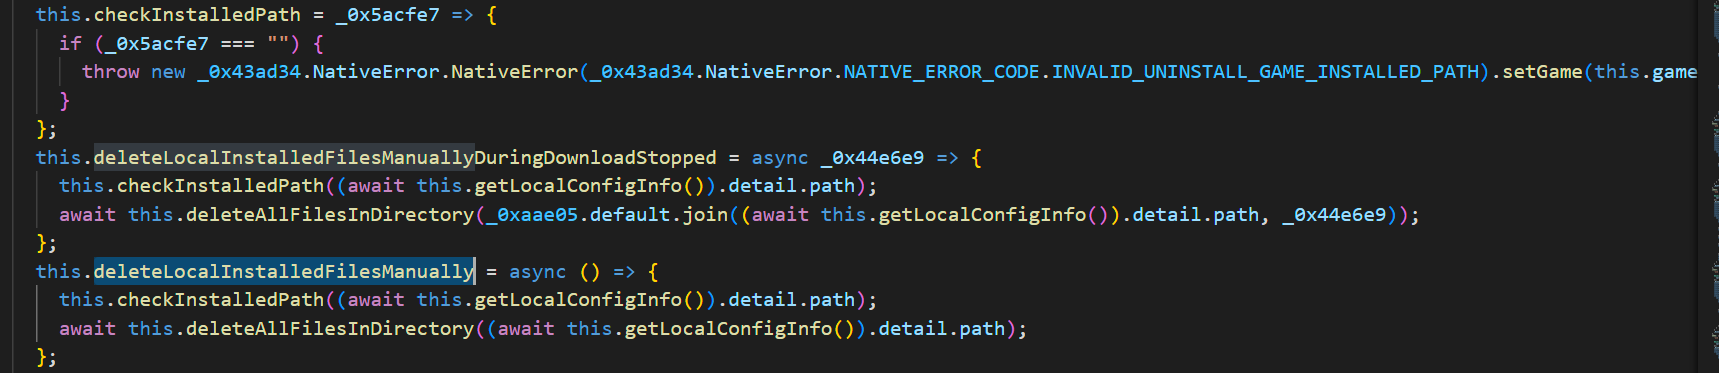 this.checkInstalledPath = _0x5acfe7 => {
if (_0x5acfe7 === "") {
throw new _0x43ad34.NativeError.NativeError(_0x43ad34.NativeError.NATIVE_ERROR_CODE.INVALID_UNINSTALL_GAME_INSTALLED_PATH).setGame(this.game
}
};
this.deleteLocalInstalledFilesManuallyDuringDownloadStopped = async _0x44e6e9 => {
this.checkInstalledPath((await this.getLocalConfigInfo()).detail.path);
await this.deleteAllFilesInDirectory(_0xaae05.default.join((await this.getLocalConfigInfo()).detail.path, _0x44e6e9));
};
this.deleteLocalInstalledFilesManually = async () => {
this.checkInstalledPath((await this.getLocalConfigInfo()).detail.path);
await this.deleteAllFilesInDirectory((await this.getLocalConfigInfo()).detail.path);
};